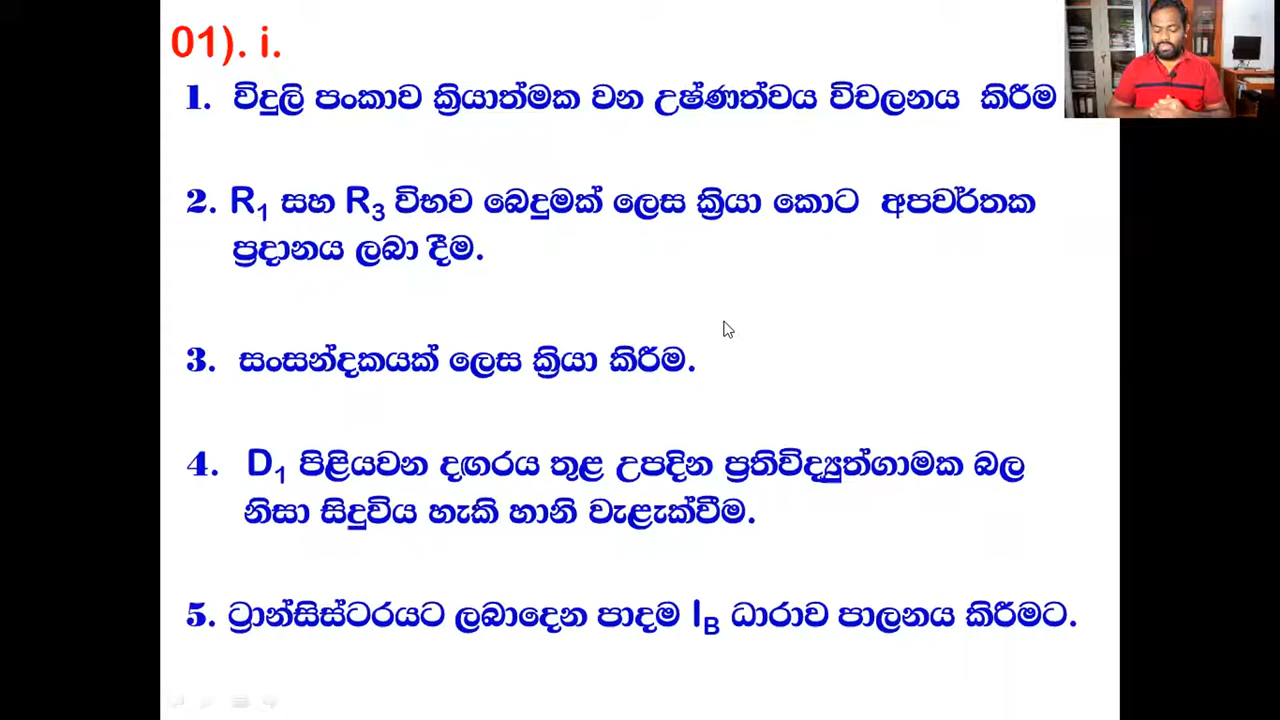 01). i.
1. විදුලි පංකාව ක්‍රියාත්මක වන උෂ්ණත්වය විචලනය කිරීම
2. R₁ සහ R₃ විභව බෙදුමක් ලෙස ක්‍රියා කොට අපවර්තක
ප්‍රදානය ලබා දීම.
3. සංසන්දකයක් ලෙස ක්‍රියා කිරීම.
4. D₁ පිළියවන දඟරය තුළ උපදින ප්‍රතිවිද්‍යුත්ගාමක බල
නිසා සිදුවිය හැකි හානි වැළැක්වීම.
5. ට්‍රාන්සිස්ටරයට ලබාදෙන පාදම I_B ධාරාව පාලනය කිරීමට.